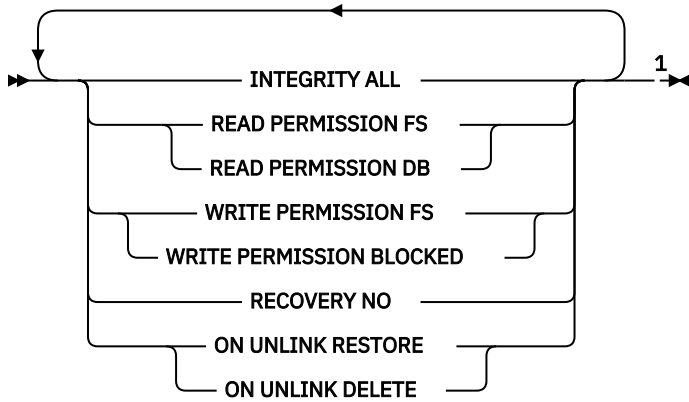 1
INTEGRITY ALL
READ PERMISSION FS
READ PERMISSION DB
WRITE PERMISSION FS
WRITE PERMISSION BLOCKED
RECOVERY NO
ON UNLINK RESTORE
ON UNLINK DELETE